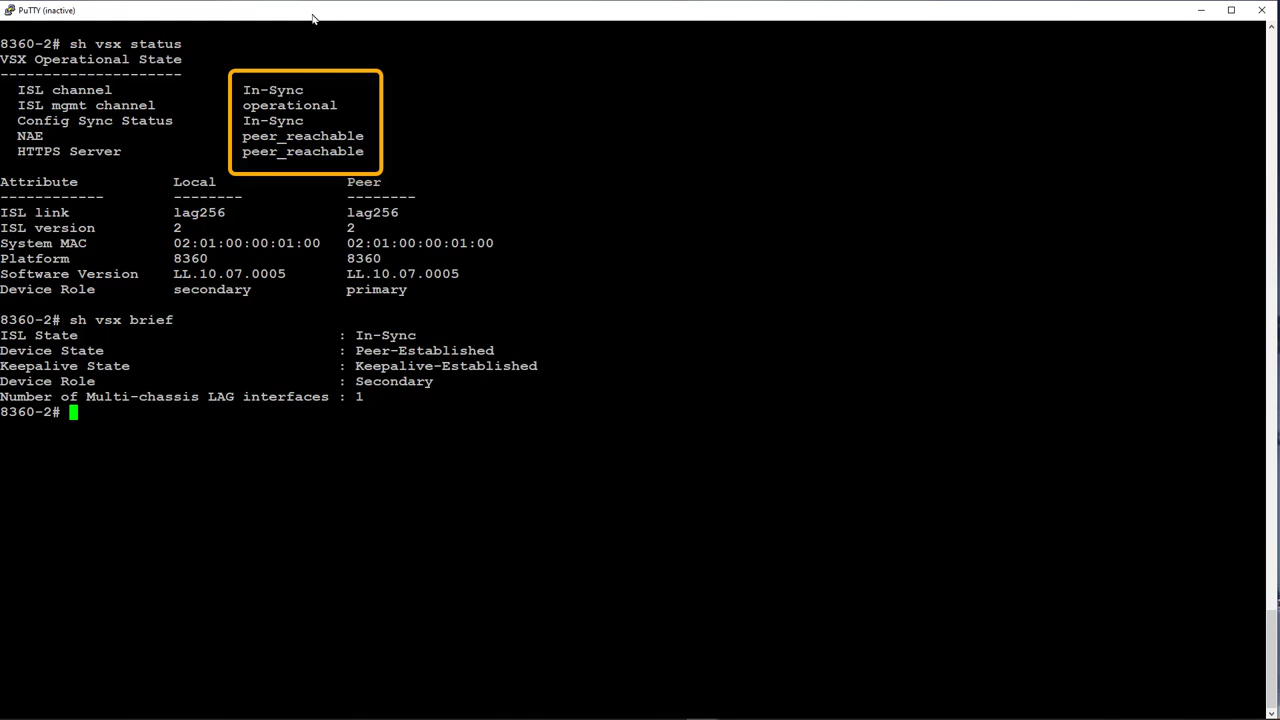 PuTTY (inactive)
8360-2# sh vsx status
VSX Operational State
---------------------
  ISL channel               In-Sync
  ISL mgmt channel          operational
  Config Sync Status        In-Sync
  NAE                       peer_reachable
  HTTPS Server              peer_reachable
Attribute           Local               Peer
------------        --------            --------
ISL link            lag256              lag256
ISL version         2                   2
System MAC          02:01:00:00:01:00   02:01:00:00:01:00
Platform            8360                8360
Software Version    LL.10.07.0005       LL.10.07.0005
Device Role         secondary           primary
8360-2# sh vsx brief
ISL State                              : In-Sync
Device State                           : Peer-Established
Keepalive State                        : Keepalive-Established
Device Role                            : Secondary
Number of Multi-chassis LAG interfaces : 1
8360-2#